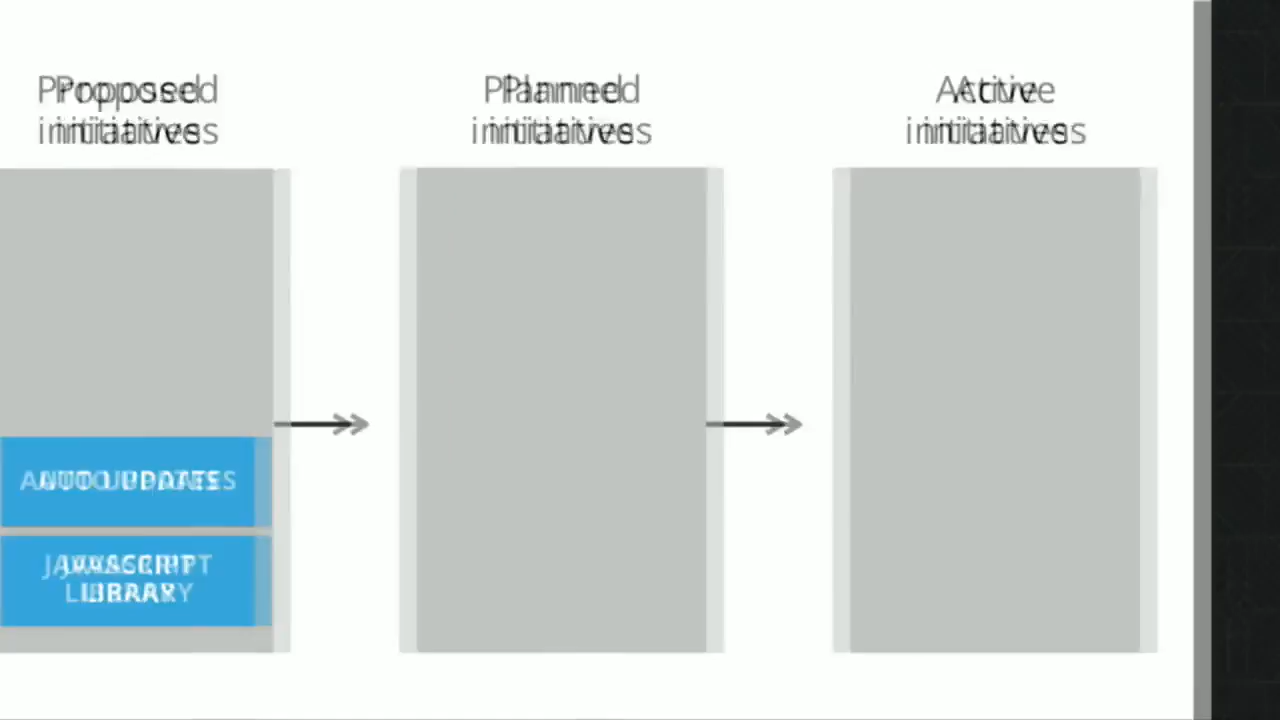 Proposed
initiatives
Planned
initiatives
Active
initiatives
AUTO UPDATES
JAVASCRIPT
LIBRARY